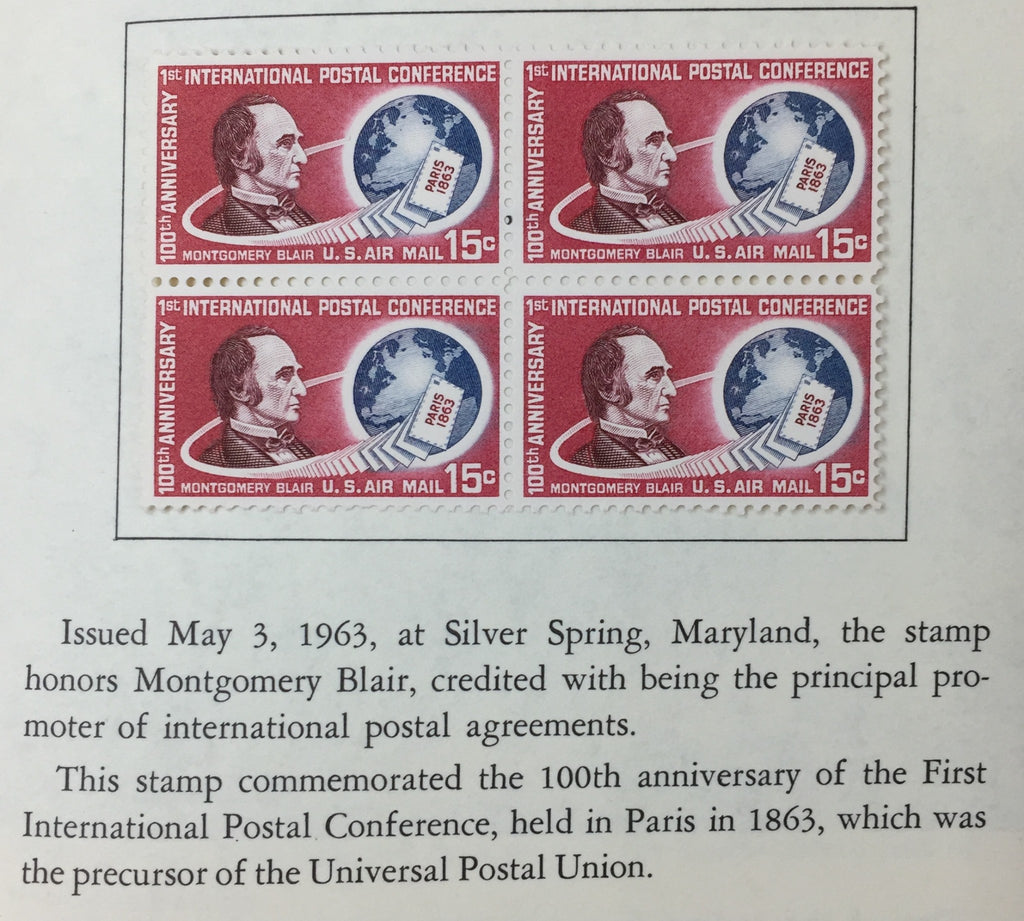 1st INTERNATIONAL POSTAL CONFERENCE
100th ANNIVERSARY
PARIS
1863
MONTGOMERY BLAIR U.S. AIR MAIL 15c
1st INTERNATIONAL POSTAL CONFERENCE
100th ANNIVERSARY
PARIS
1863
MONTGOMERY BLAIR U.S. AIR MAIL 15c
1st INTERNATIONAL POSTAL CONFERENCE
100th ANNIVERSARY
PARIS
1863
MONTGOMERY BLAIR U.S. AIR MAIL 15c
1st INTERNATIONAL POSTAL CONFERENCE
100th ANNIVERSARY
PARIS
1863
MONTGOMERY BLAIR U.S. AIR MAIL 15c
Issued May 3, 1963, at Silver Spring, Maryland, the stamp
honors Montgomery Blair, credited with being the principal pro-
moter of international postal agreements.
This stamp commemorated the 100th anniversary of the First
International Postal Conference, held in Paris in 1863, which was
the precursor of the Universal Postal Union.